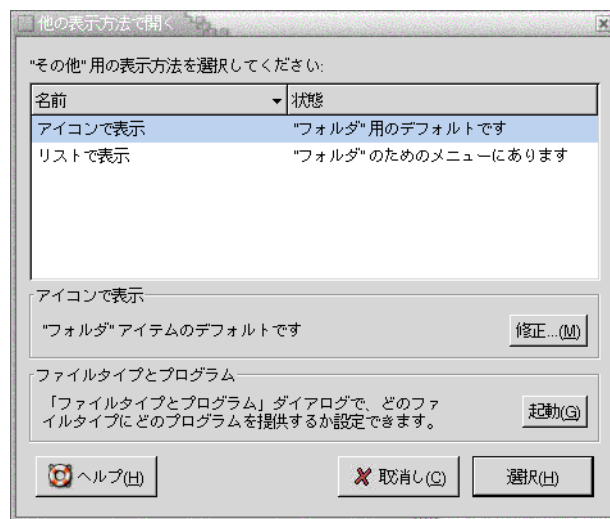 他の表示方法で開く
"その他" 用の表示方法を選択してください:
名前 状態
アイコンで表示 "フォルダ" 用のデフォルトです
リストで表示 "フォルダ" のためのメニューにあります
アイコンで表示
"フォルダ" アイテムのデフォルトです 修正...(M)
ファイルタイプとプログラム
「ファイルタイプとプログラム」ダイアログで、どのファ
イルタイプにどのプログラムを提供するか設定できます。
起動(G)
ヘルプ(H) 取消し(C) 選択(H)